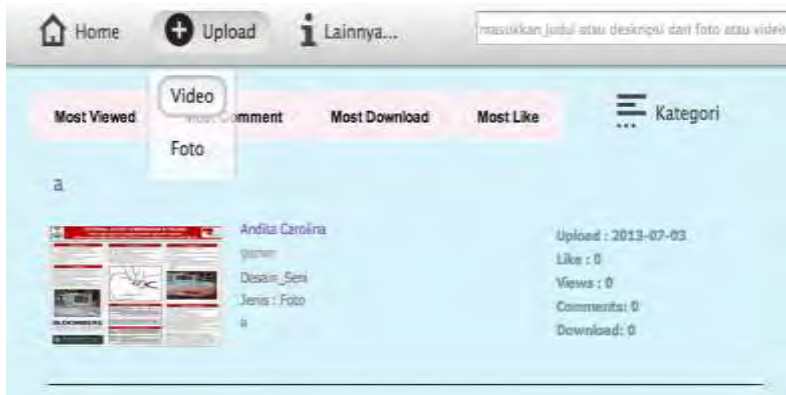 Home Upload Lainnya...
masukkan judul atau deskripsi dari foto atau video
Video
Foto
Most Viewed Most Comment Most Download Most Like
Kategori
a
Andita Carolina
Desain_Seni
Jenis : Foto
a
Upload : 2013-07-03
Like : 0
Views : 0
Comments: 0
Download: 0